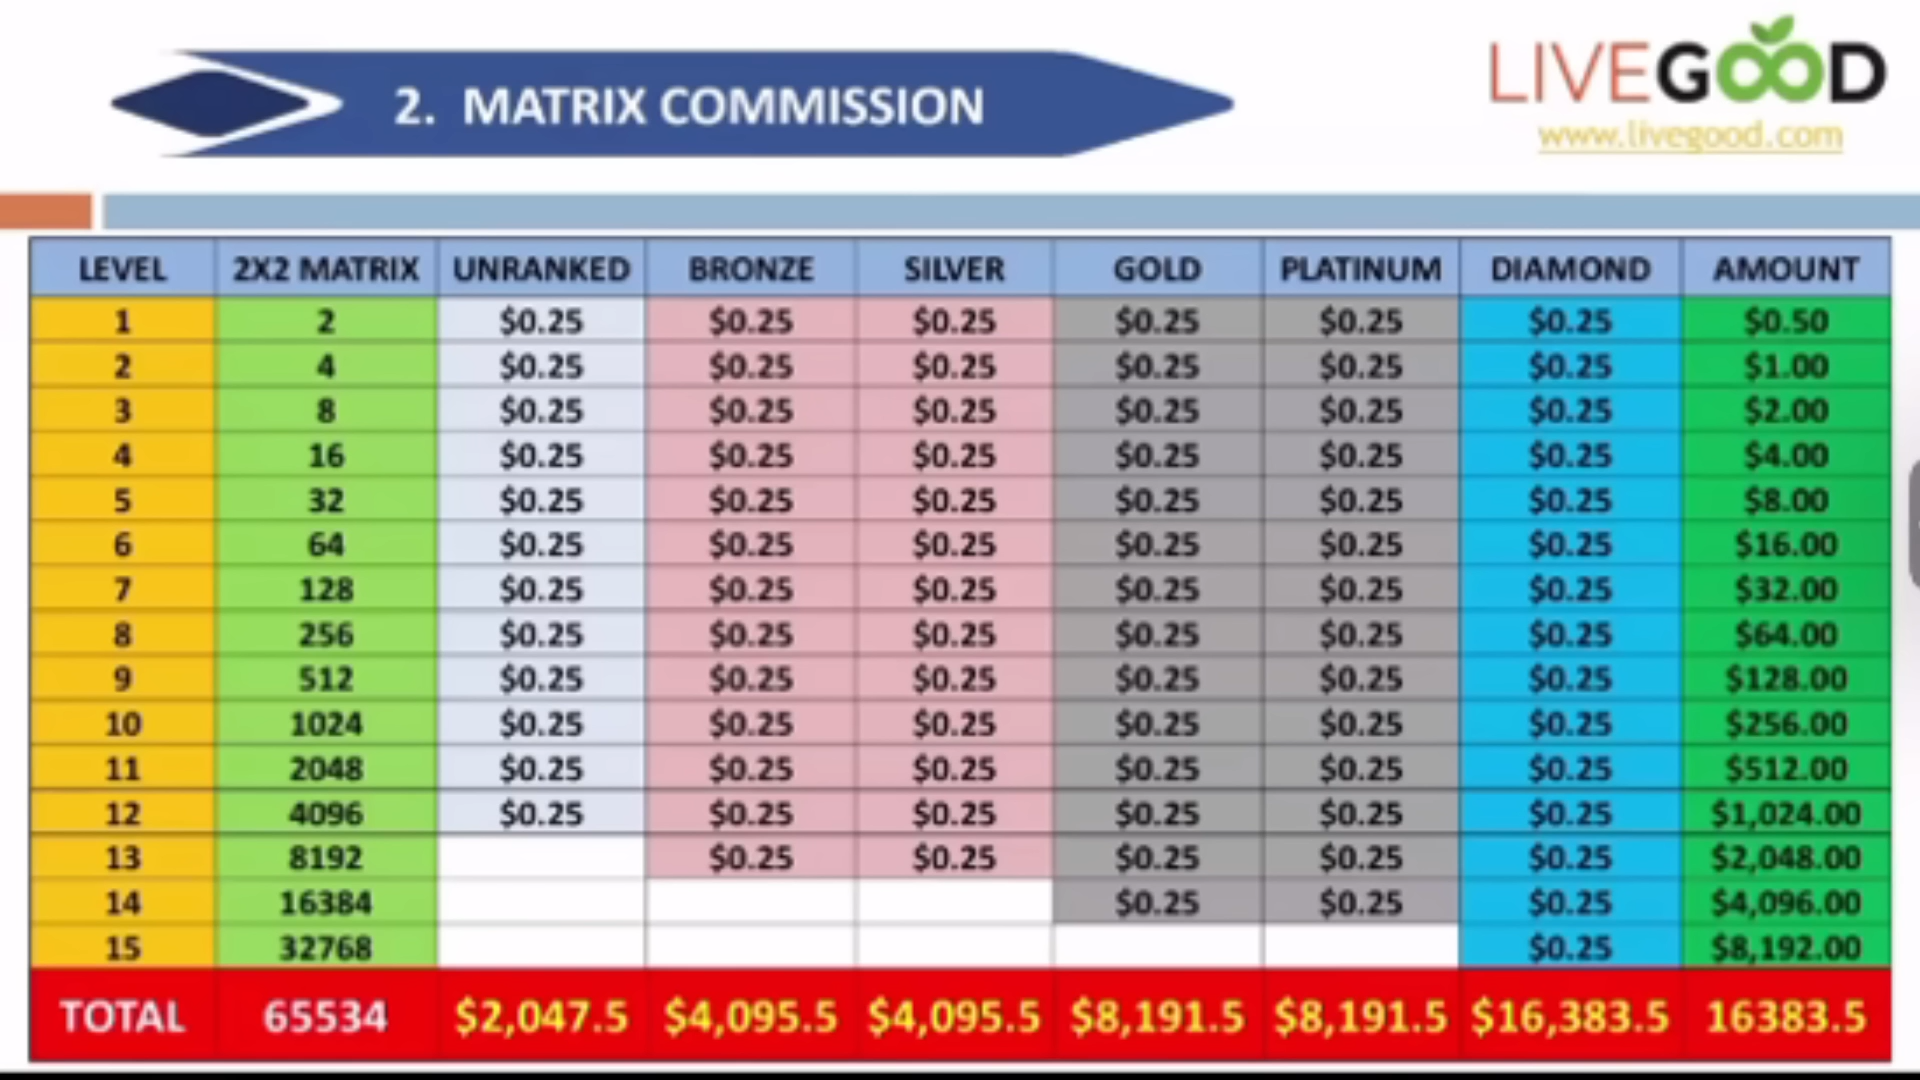 2. MATRIX COMMISSION
LIVEGOOD
www.livegood.com
LEVEL 2X2 MATRIX UNRANKED BRONZE SILVER GOLD PLATINUM DIAMOND AMOUNT
1 2 $0.25 $0.25 $0.25 $0.25 $0.25 $0.25 $0.50
2 4 $0.25 $0.25 $0.25 $0.25 $0.25 $0.25 $1.00
3 8 $0.25 $0.25 $0.25 $0.25 $0.25 $0.25 $2.00
4 16 $0.25 $0.25 $0.25 $0.25 $0.25 $0.25 $4.00
5 32 $0.25 $0.25 $0.25 $0.25 $0.25 $0.25 $8.00
6 64 $0.25 $0.25 $0.25 $0.25 $0.25 $0.25 $16.00
7 128 $0.25 $0.25 $0.25 $0.25 $0.25 $0.25 $32.00
8 256 $0.25 $0.25 $0.25 $0.25 $0.25 $0.25 $64.00
9 512 $0.25 $0.25 $0.25 $0.25 $0.25 $0.25 $128.00
10 1024 $0.25 $0.25 $0.25 $0.25 $0.25 $0.25 $256.00
11 2048 $0.25 $0.25 $0.25 $0.25 $0.25 $0.25 $512.00
12 4096 $0.25 $0.25 $0.25 $0.25 $0.25 $0.25 $1,024.00
13 8192 $0.25 $0.25 $0.25 $0.25 $0.25 $2,048.00
14 16384 $0.25 $0.25 $0.25 $4,096.00
15 32768 $0.25 $8,192.00
TOTAL 65534 $2,047.5 $4,095.5 $4,095.5 $8,191.5 $8,191.5 $16,383.5 16383.5